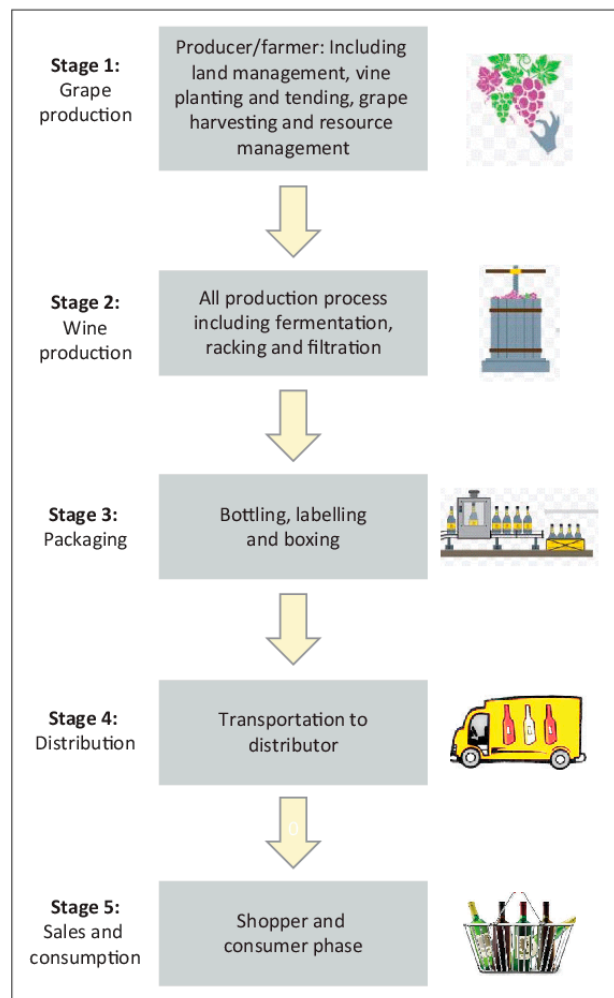 Stage 1:
Grape
production
Producer/farmer: Including
land management, vine
planting and tending, grape
harvesting and resource
management
Stage 2:
Wine
production
All production process
including fermentation,
racking and filtration
Stage 3:
Packaging
Bottling, labelling
and boxing
Stage 4:
Distribution
Transportation to
distributor
0
Stage 5:
Sales and
consumption
Shopper and
consumer phase